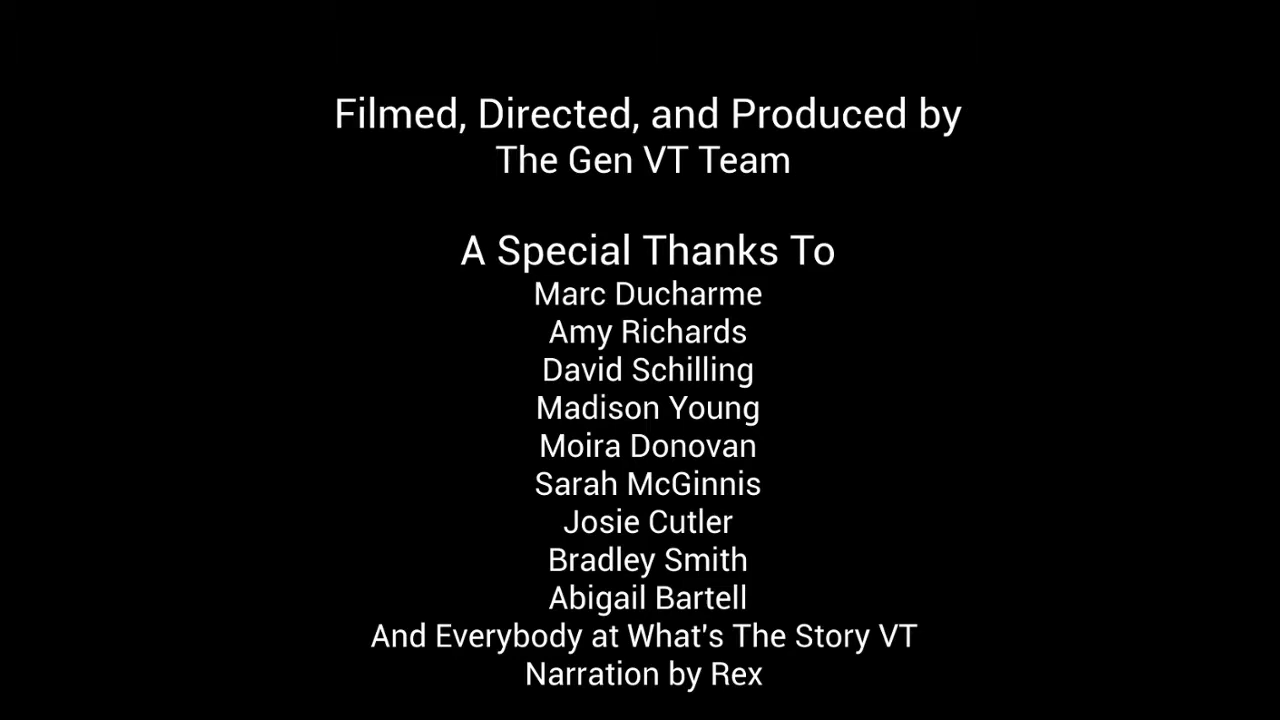 Filmed, Directed, and Produced by
The Gen VT Team
A Special Thanks To
Marc Ducharme
Amy Richards
David Schilling
Madison Young
Moira Donovan
Sarah McGinnis
Josie Cutler
Bradley Smith
Abigail Bartell
And Everybody at What's The Story VT
Narration by Rex